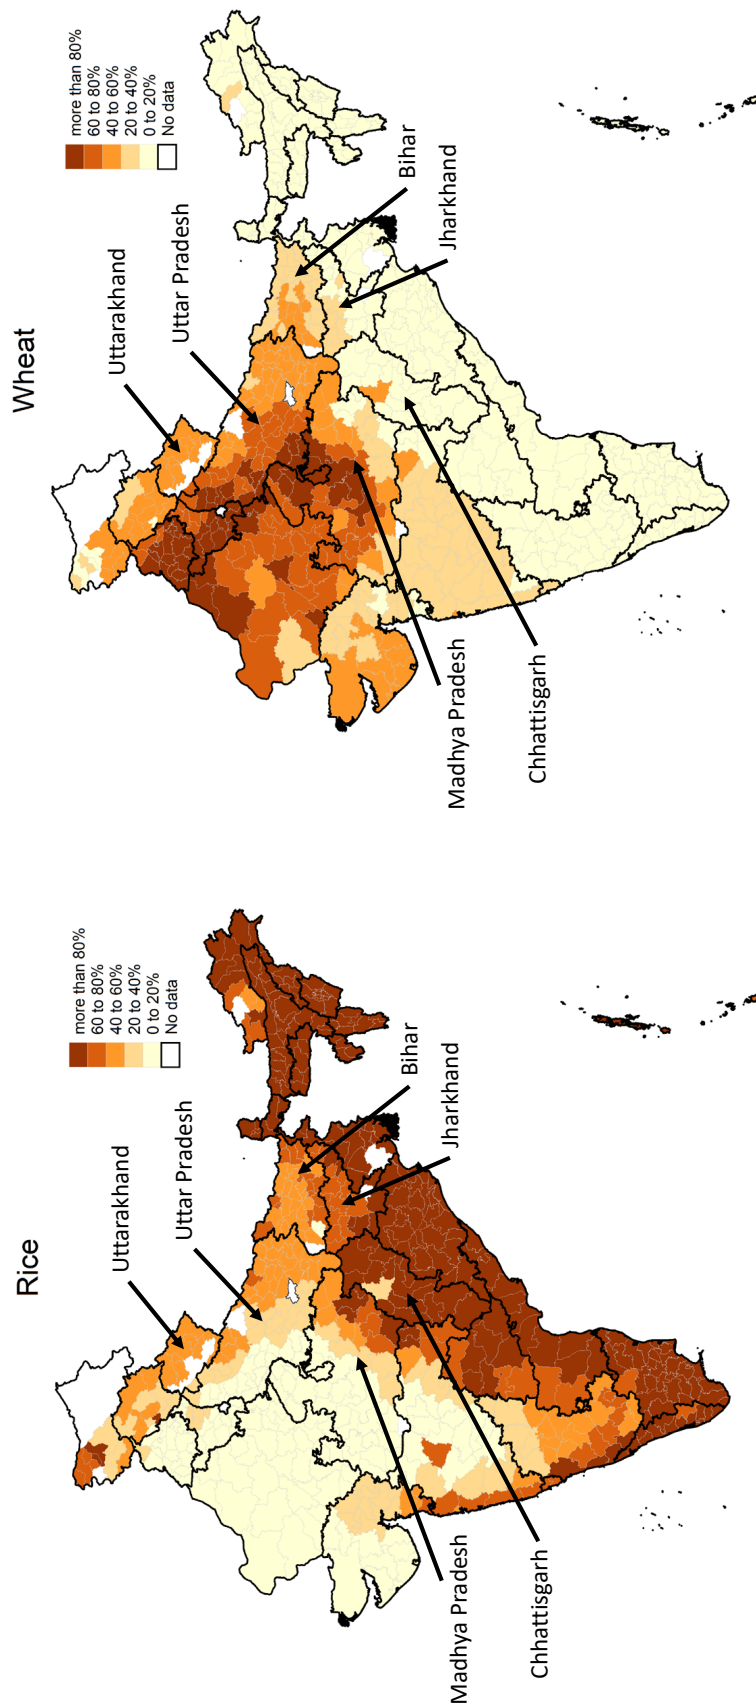 Rice
more than 80%
60 to 80%
40 to 60%
20 to 40%
0 to 20%
No data
Uttarakhand
Uttar Pradesh
Bihar
Jharkhand
Madhya Pradesh
Chhattisgarh
Wheat
more than 80%
60 to 80%
40 to 60%
20 to 40%
0 to 20%
No data
Uttarakhand
Uttar Pradesh
Bihar
Jharkhand
Madhya Pradesh
Chhattisgarh